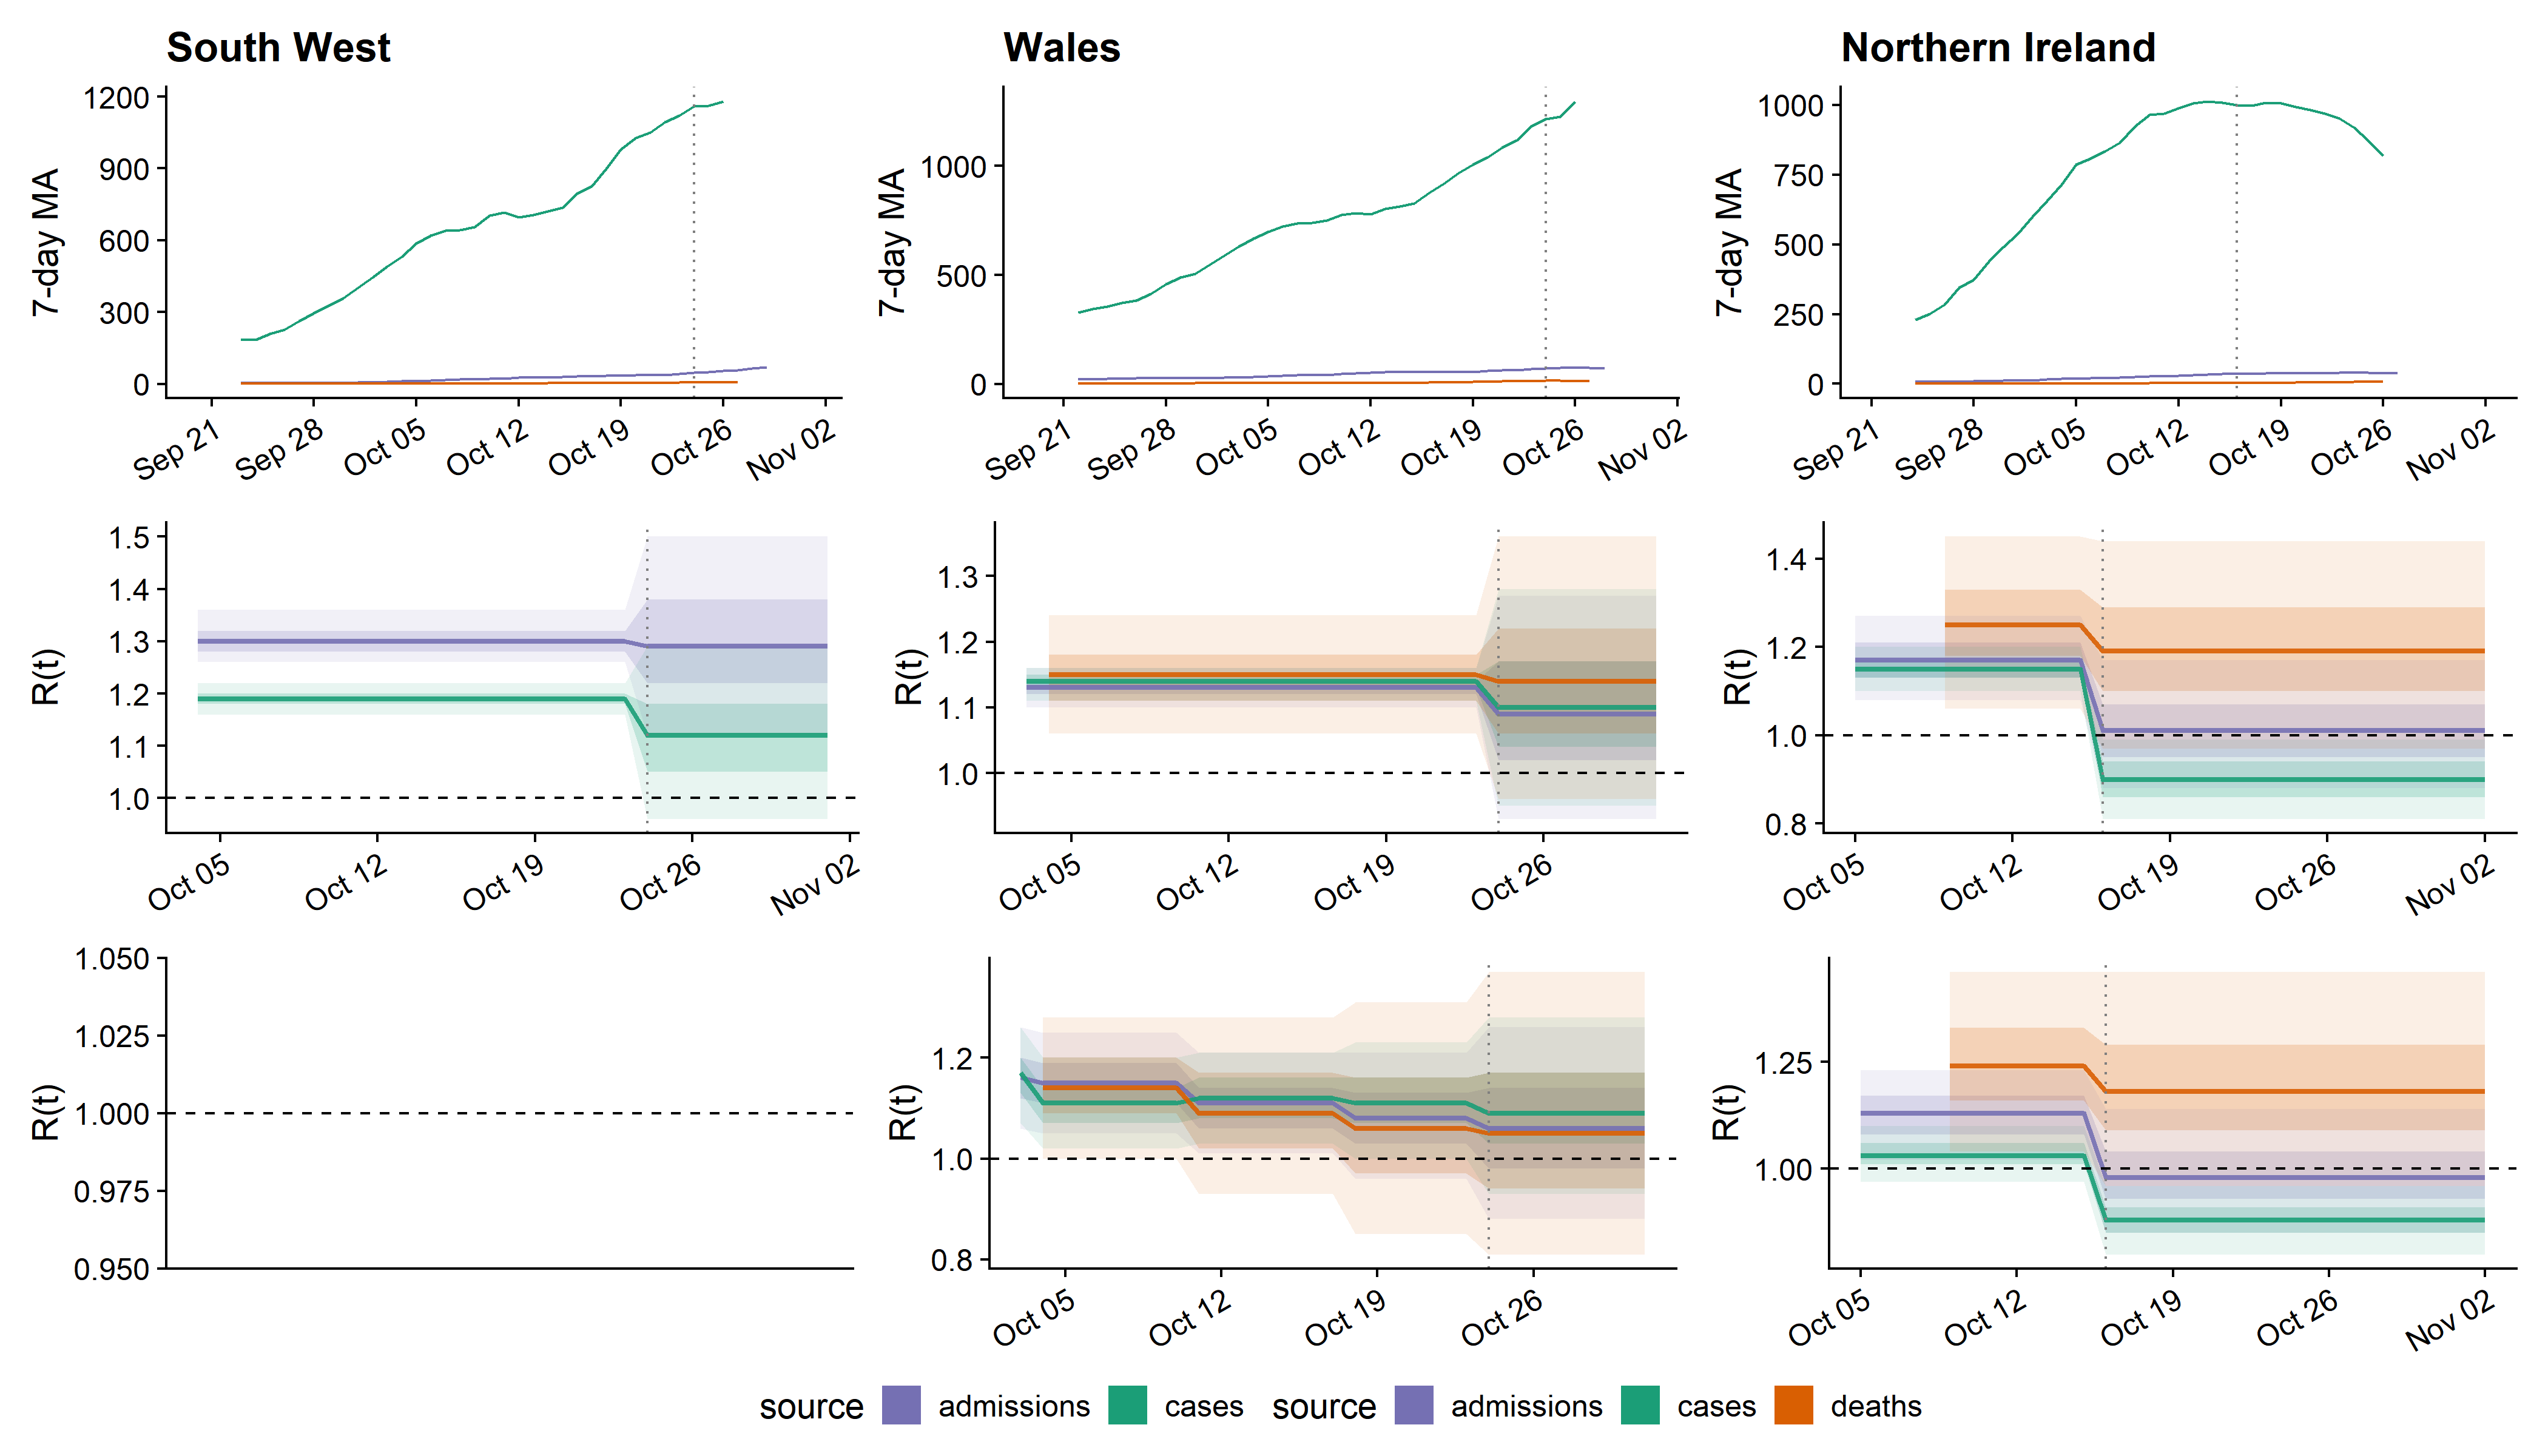 South West
Wales
Northern Ireland
7-day MA
1200
900
600
300
0
Sep 21
Sep 28
Oct 05
Oct 12
Oct 19
Oct 26
Nov 02
7-day MA
1000
500
0
Sep 21
Sep 28
Oct 05
Oct 12
Oct 19
Oct 26
Nov 02
7-day MA
1000
750
500
250
0
Sep 21
Sep 28
Oct 05
Oct 12
Oct 19
Oct 26
Nov 02
R(t)
1.5
1.4
1.3
1.2
1.1
1.0
Oct 05
Oct 12
Oct 19
Oct 26
Nov 02
R(t)
1.3
1.2
1.1
1.0
Oct 05
Oct 12
Oct 19
Oct 26
R(t)
1.4
1.2
1.0
0.8
Oct 05
Oct 12
Oct 19
Oct 26
Nov 02
R(t)
1.050
1.025
1.000
0.975
0.950
R(t)
1.2
1.0
0.8
Oct 05
Oct 12
Oct 19
Oct 26
R(t)
1.25
1.00
Oct 05
Oct 12
Oct 19
Oct 26
Nov 02
source admissions cases source admissions cases deaths